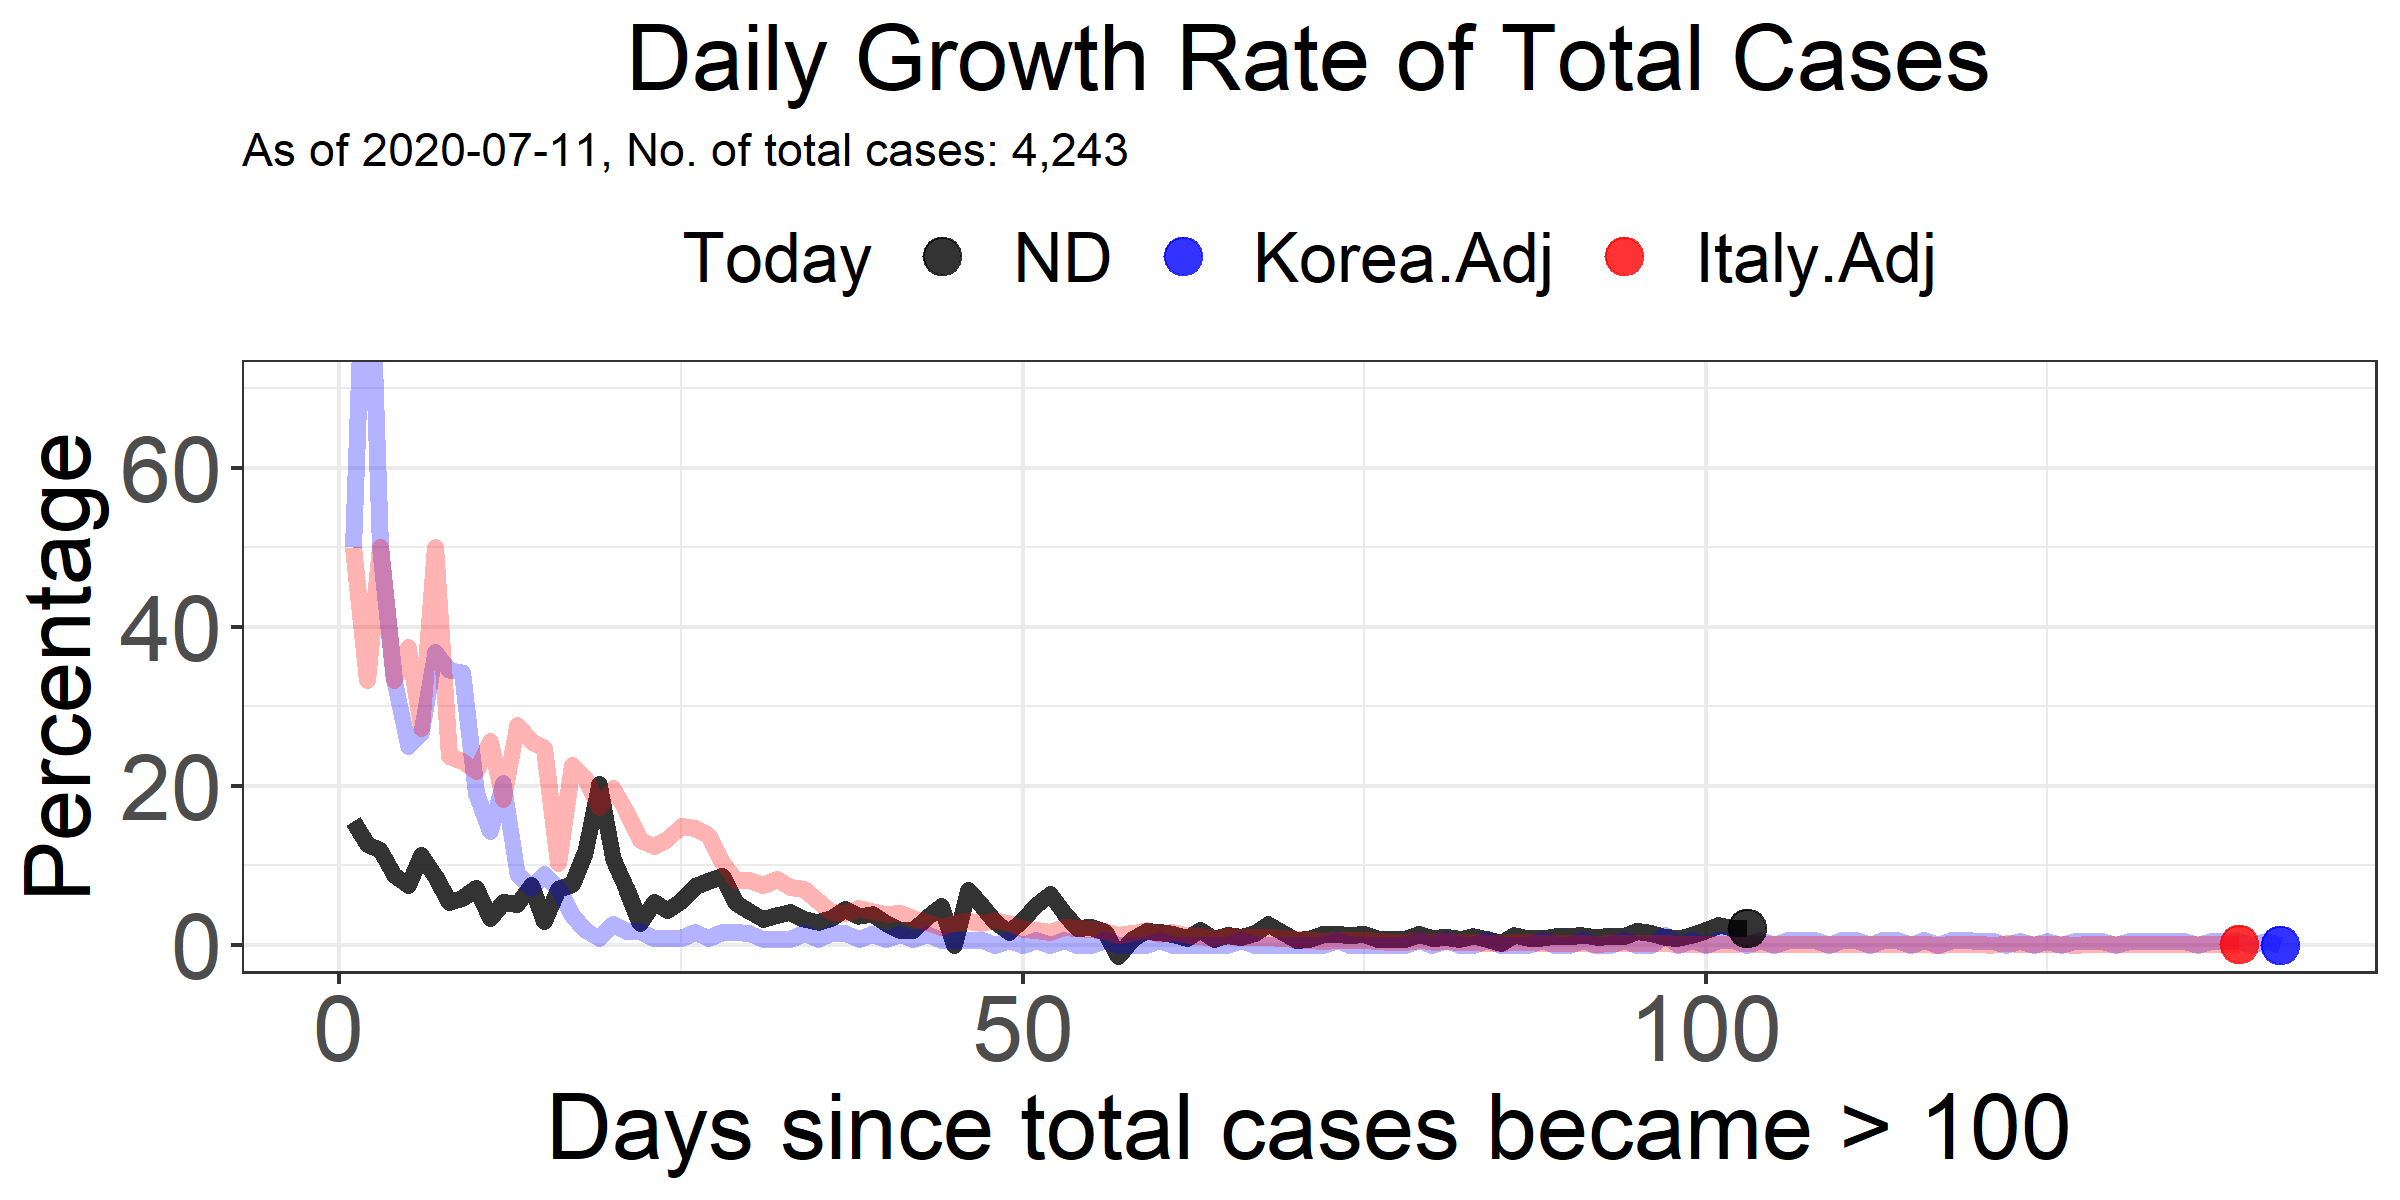 Daily Growth Rate of Total Cases
As of 2020-07-11, No. of total cases: 4,243
Today ND Korea.Adj Italy.Adj
Percentage
60
40
20
0
0 50 100
Days since total cases became > 100